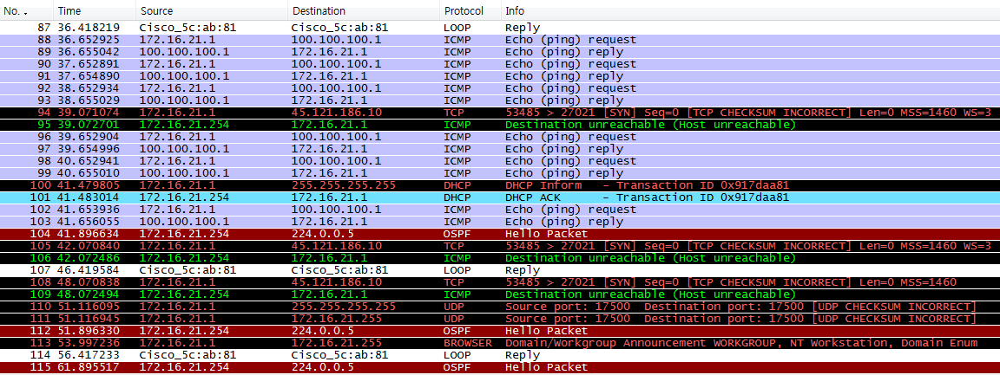 No. Time Source Destination Protocol Info
87 36.418219 Cisco_5c:ab:81 Cisco_5c:ab:81 LOOP Reply
88 36.652925 172.16.21.1 100.100.100.1 ICMP Echo (ping) request
89 36.655042 100.100.100.1 172.16.21.1 ICMP Echo (ping) reply
90 37.652891 172.16.21.1 100.100.100.1 ICMP Echo (ping) request
91 37.654890 100.100.100.1 172.16.21.1 ICMP Echo (ping) reply
92 38.652934 172.16.21.1 100.100.100.1 ICMP Echo (ping) request
93 38.655029 100.100.100.1 172.16.21.1 ICMP Echo (ping) reply
94 39.071074 172.16.21.1 45.121.186.10 TCP 53485 > 27021 [SYN] Seq=0 [TCP CHECKSUM INCORRECT] Len=0 MSS=1460 WS=3
95 39.072701 172.16.21.254 172.16.21.1 ICMP Destination unreachable (Host unreachable)
96 39.652904 172.16.21.1 100.100.100.1 ICMP Echo (ping) request
97 39.654996 100.100.100.1 172.16.21.1 ICMP Echo (ping) reply
98 40.652941 172.16.21.1 100.100.100.1 ICMP Echo (ping) request
99 40.655010 100.100.100.1 172.16.21.1 ICMP Echo (ping) reply
100 41.479805 172.16.21.1 255.255.255.255 DHCP DHCP Inform - Transaction ID 0x917daa81
101 41.483014 172.16.21.254 172.16.21.1 DHCP DHCP ACK - Transaction ID 0x917daa81
102 41.653936 172.16.21.1 100.100.100.1 ICMP Echo (ping) request
103 41.656055 100.100.100.1 172.16.21.1 ICMP Echo (ping) reply
104 41.896634 172.16.21.254 224.0.0.5 OSPF Hello Packet
105 42.070840 172.16.21.1 45.121.186.10 TCP 53485 > 27021 [SYN] Seq=0 [TCP CHECKSUM INCORRECT] Len=0 MSS=1460 WS=3
106 42.072486 172.16.21.254 172.16.21.1 ICMP Destination unreachable (Host unreachable)
107 46.419584 Cisco_5c:ab:81 Cisco_5c:ab:81 LOOP Reply
108 48.070838 172.16.21.1 45.121.186.10 TCP 53485 > 27021 [SYN] Seq=0 [TCP CHECKSUM INCORRECT] Len=0 MSS=1460
109 48.072494 172.16.21.254 172.16.21.1 ICMP Destination unreachable (Host unreachable)
110 51.116095 172.16.21.1 255.255.255.255 UDP Source port: 17500 Destination port: 17500 [UDP CHECKSUM INCORRECT]
111 51.116945 172.16.21.1 172.16.21.255 UDP Source port: 17500 Destination port: 17500 [UDP CHECKSUM INCORRECT]
112 51.896330 172.16.21.254 224.0.0.5 OSPF Hello Packet
113 53.997236 172.16.21.1 172.16.21.255 BROWSER Domain/Workgroup Announcement WORKGROUP, NT Workstation, Domain Enum
114 56.417233 Cisco_5c:ab:81 Cisco_5c:ab:81 LOOP Reply
115 61.895517 172.16.21.254 224.0.0.5 OSPF Hello Packet